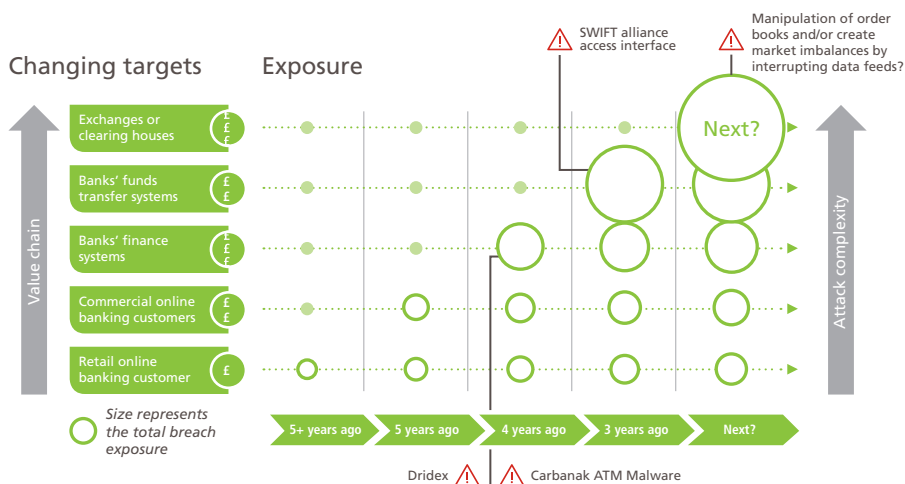 SWIFT alliance
access interface
Manipulation of order
books and/or create
market imbalances by
interrupting data feeds?
Changing targets
Exposure
Value chain
Exchanges or
clearing houses
£
£
£
Next?
Banks' funds
transfer systems
£
£
Banks' finance
systems
£
£
£
Commercial online
banking customers
£
£
Retail online
banking customer
£
Attack complexity
Size represents
the total breach
exposure
5+ years ago
5 years ago
4 years ago
3 years ago
Next?
Dridex
Carbanak ATM Malware